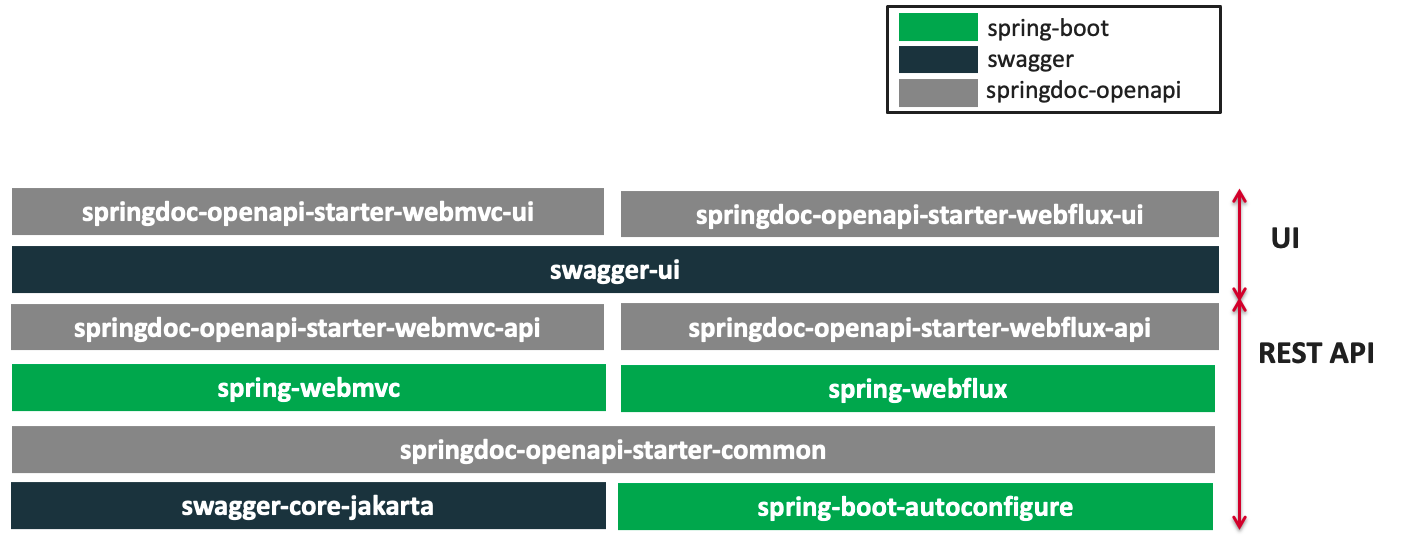 spring-boot
swagger
springdoc-openapi
springdoc-openapi-starter-webmvc-ui
springdoc-openapi-starter-webflux-ui
UI
swagger-ui
springdoc-openapi-starter-webmvc-api
springdoc-openapi-starter-webflux-api
REST API
spring-webmvc
spring-webflux
springdoc-openapi-starter-common
swagger-core-jakarta
spring-boot-autoconfigure